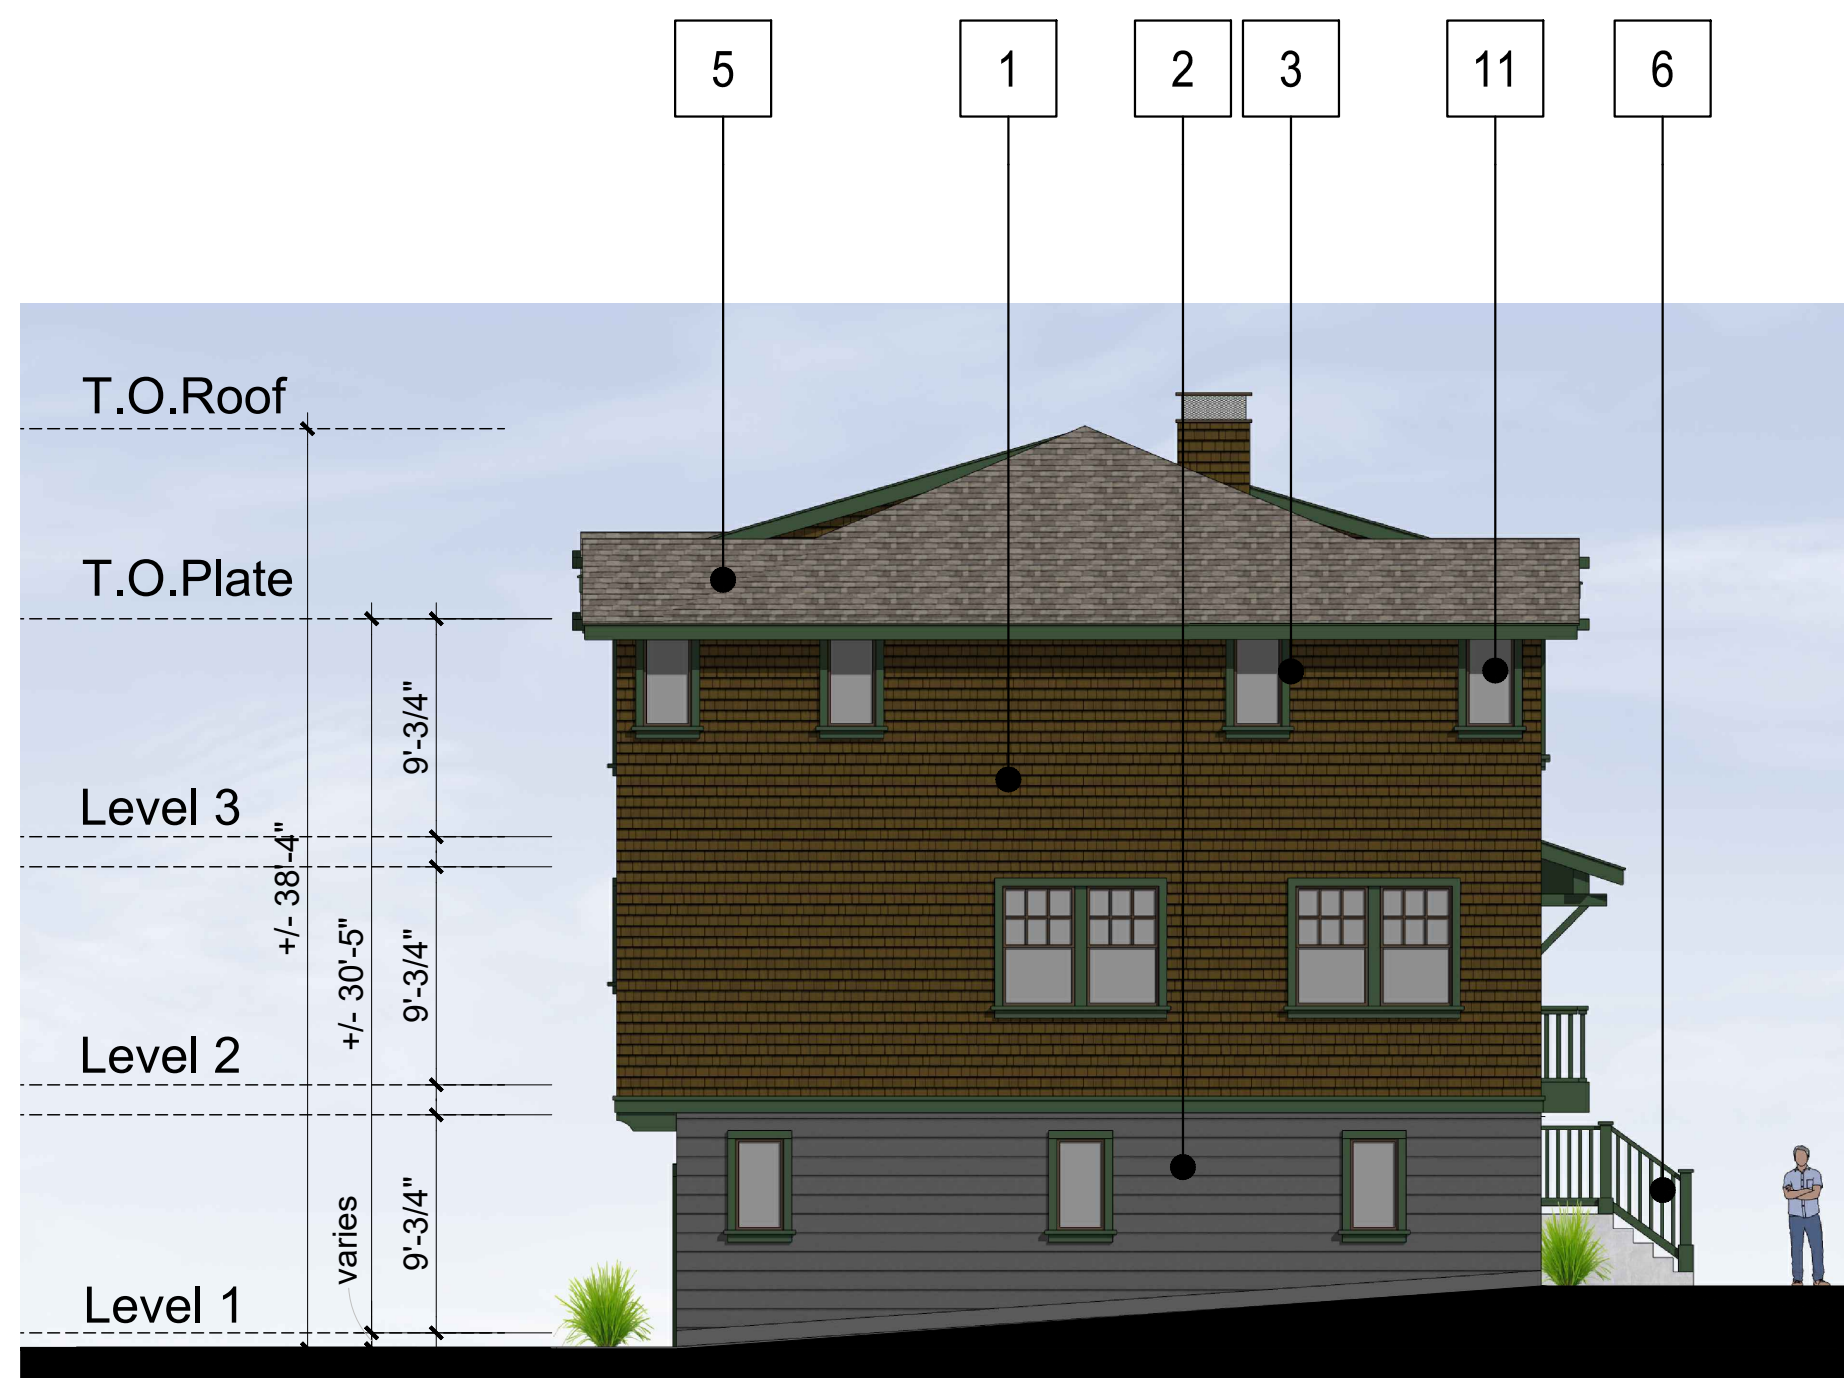 5 1 2 3 11 6
T.O.Roof
T.O.Plate
9'-3/4"
Level 3
+/- 38'-4"
+/- 30'-5"
9'-3/4"
Level 2
varies
9'-3/4"
Level 1